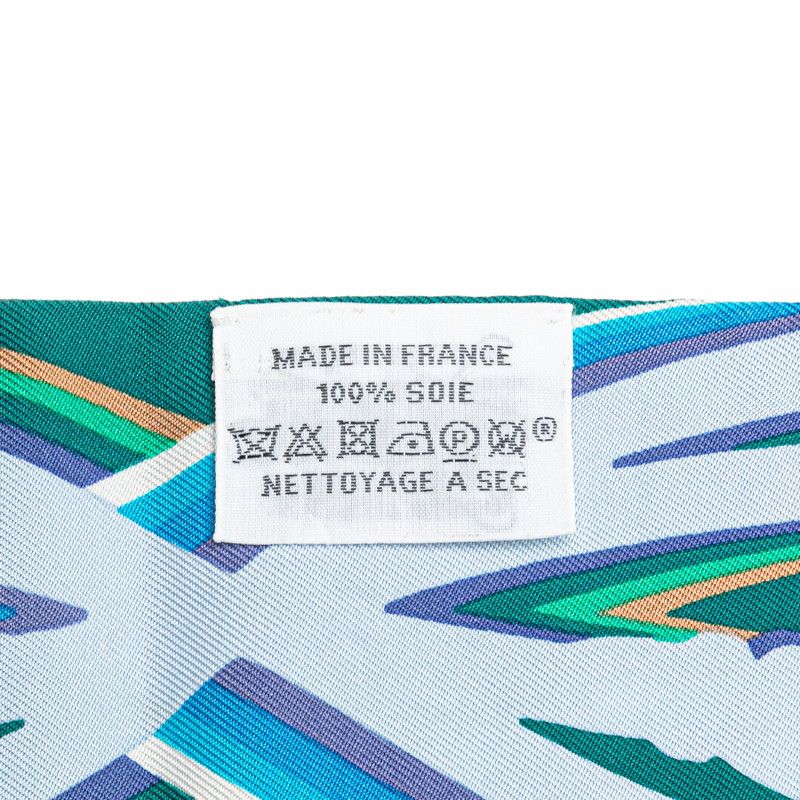 MADE IN FRANCE
100% SOIE
P ®
NETTOYAGE A SEC